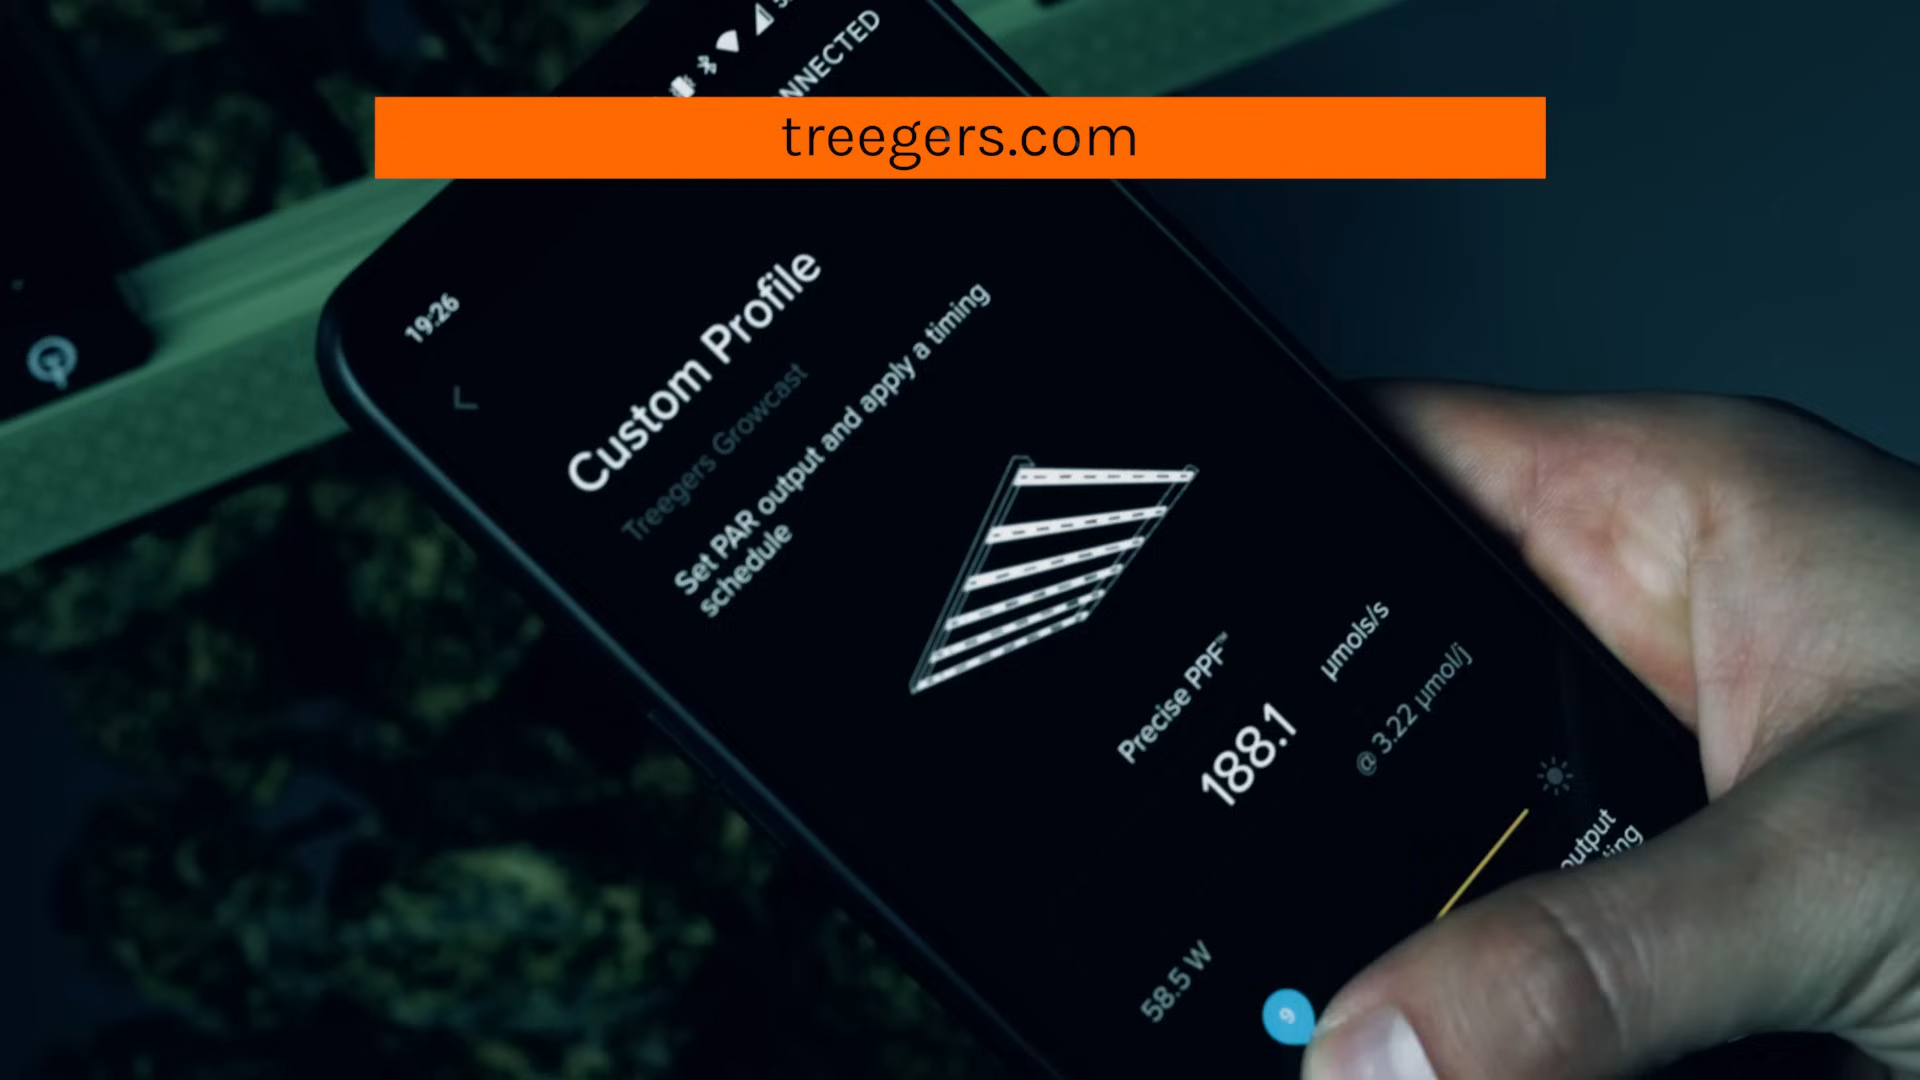 NNECTED
treegers.com
19:26
Custom Profile
Treegers Growcast
Set PAR output and apply a timing
schedule
Precise PPF™
188.1
µmols/s
@ 3.22 µmol/j
output
58.5 W
9